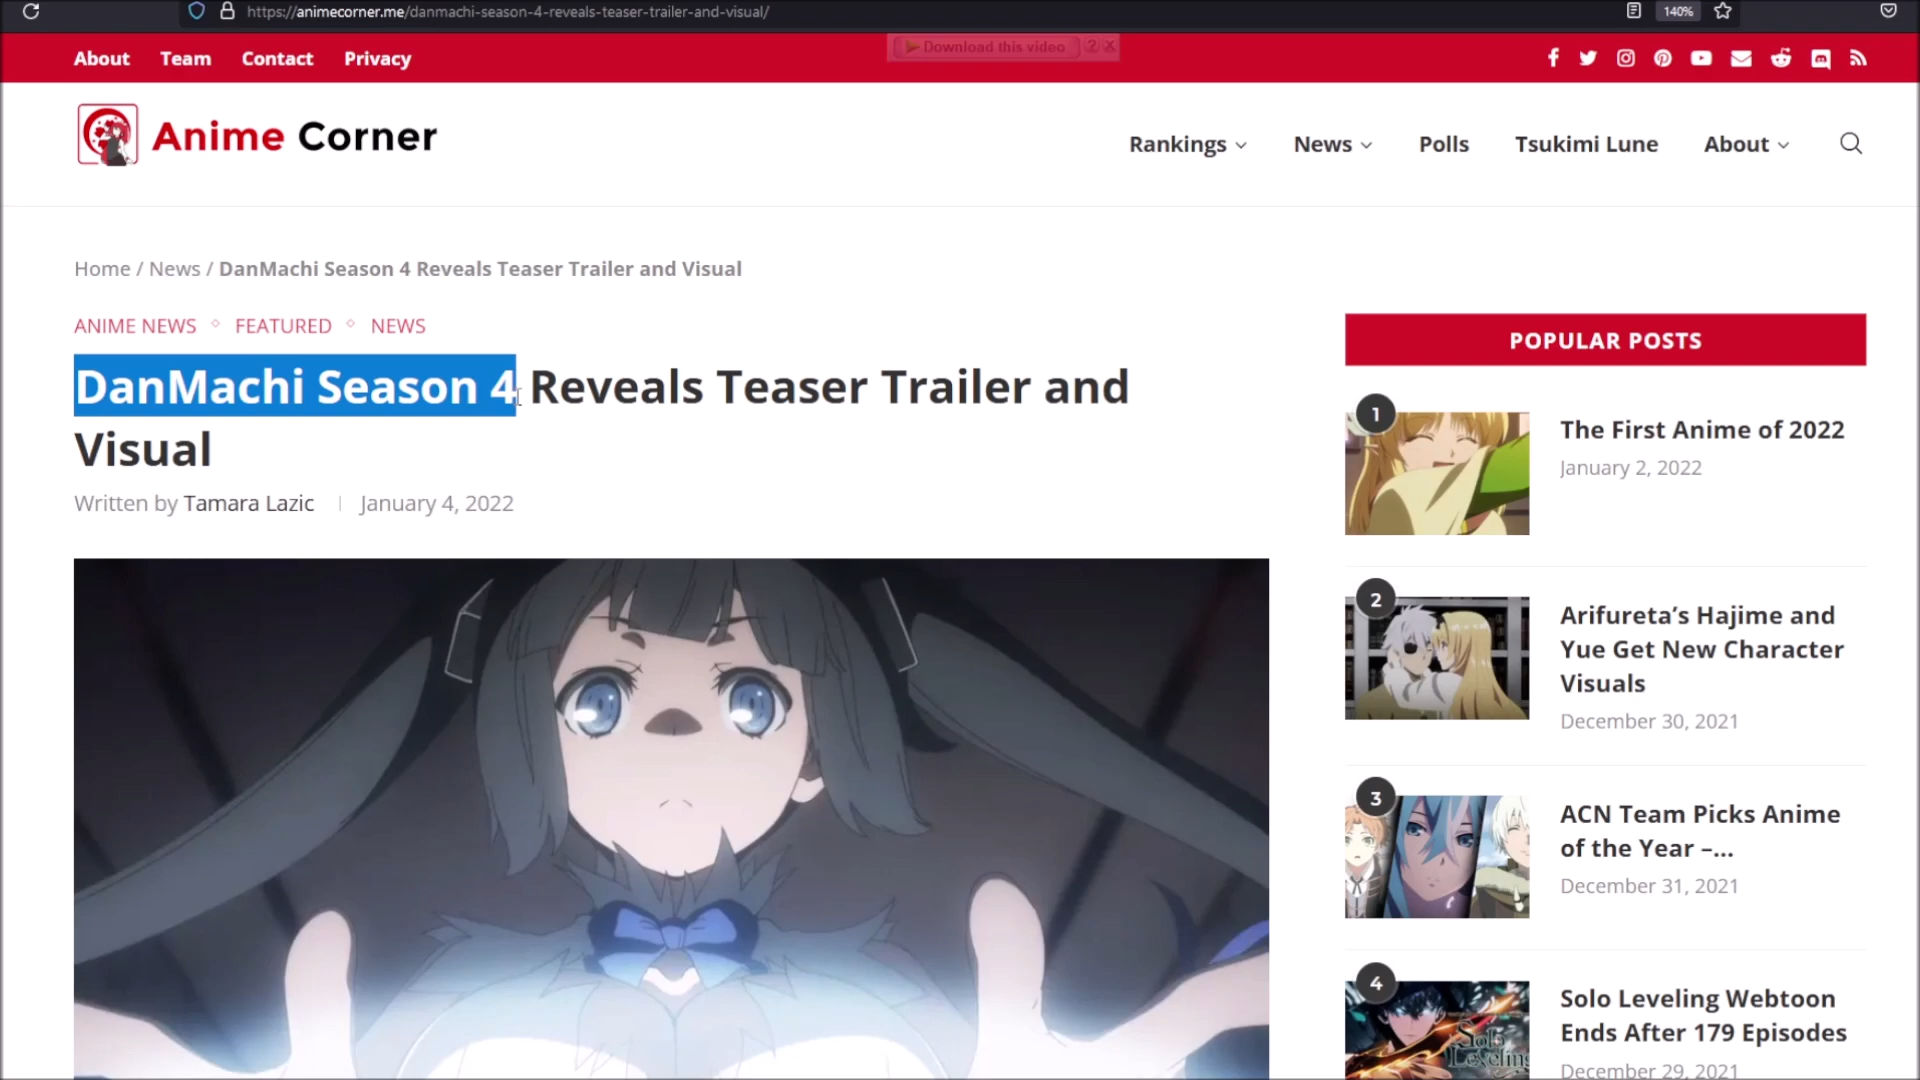 https://animecorner.me/danmachi-season-4-reveals-teaser-trailer-and-visual/
140%
About Team Contact Privacy
Download this video ? X
Anime Corner
Rankings News Polls Tsukimi Lune About
Home / News / DanMachi Season 4 Reveals Teaser Trailer and Visual
ANIME NEWS FEATURED NEWS
DanMachi Season 4 Reveals Teaser Trailer and
Visual
Written by Tamara Lazic January 4, 2022
POPULAR POSTS
1
The First Anime of 2022
January 2, 2022
2
Arifureta’s Hajime and
Yue Get New Character
Visuals
December 30, 2021
3
ACN Team Picks Anime
of the Year –...
December 31, 2021
4
Solo Leveling Webtoon
Ends After 179 Episodes
December 29, 2021
Solo
Leveling